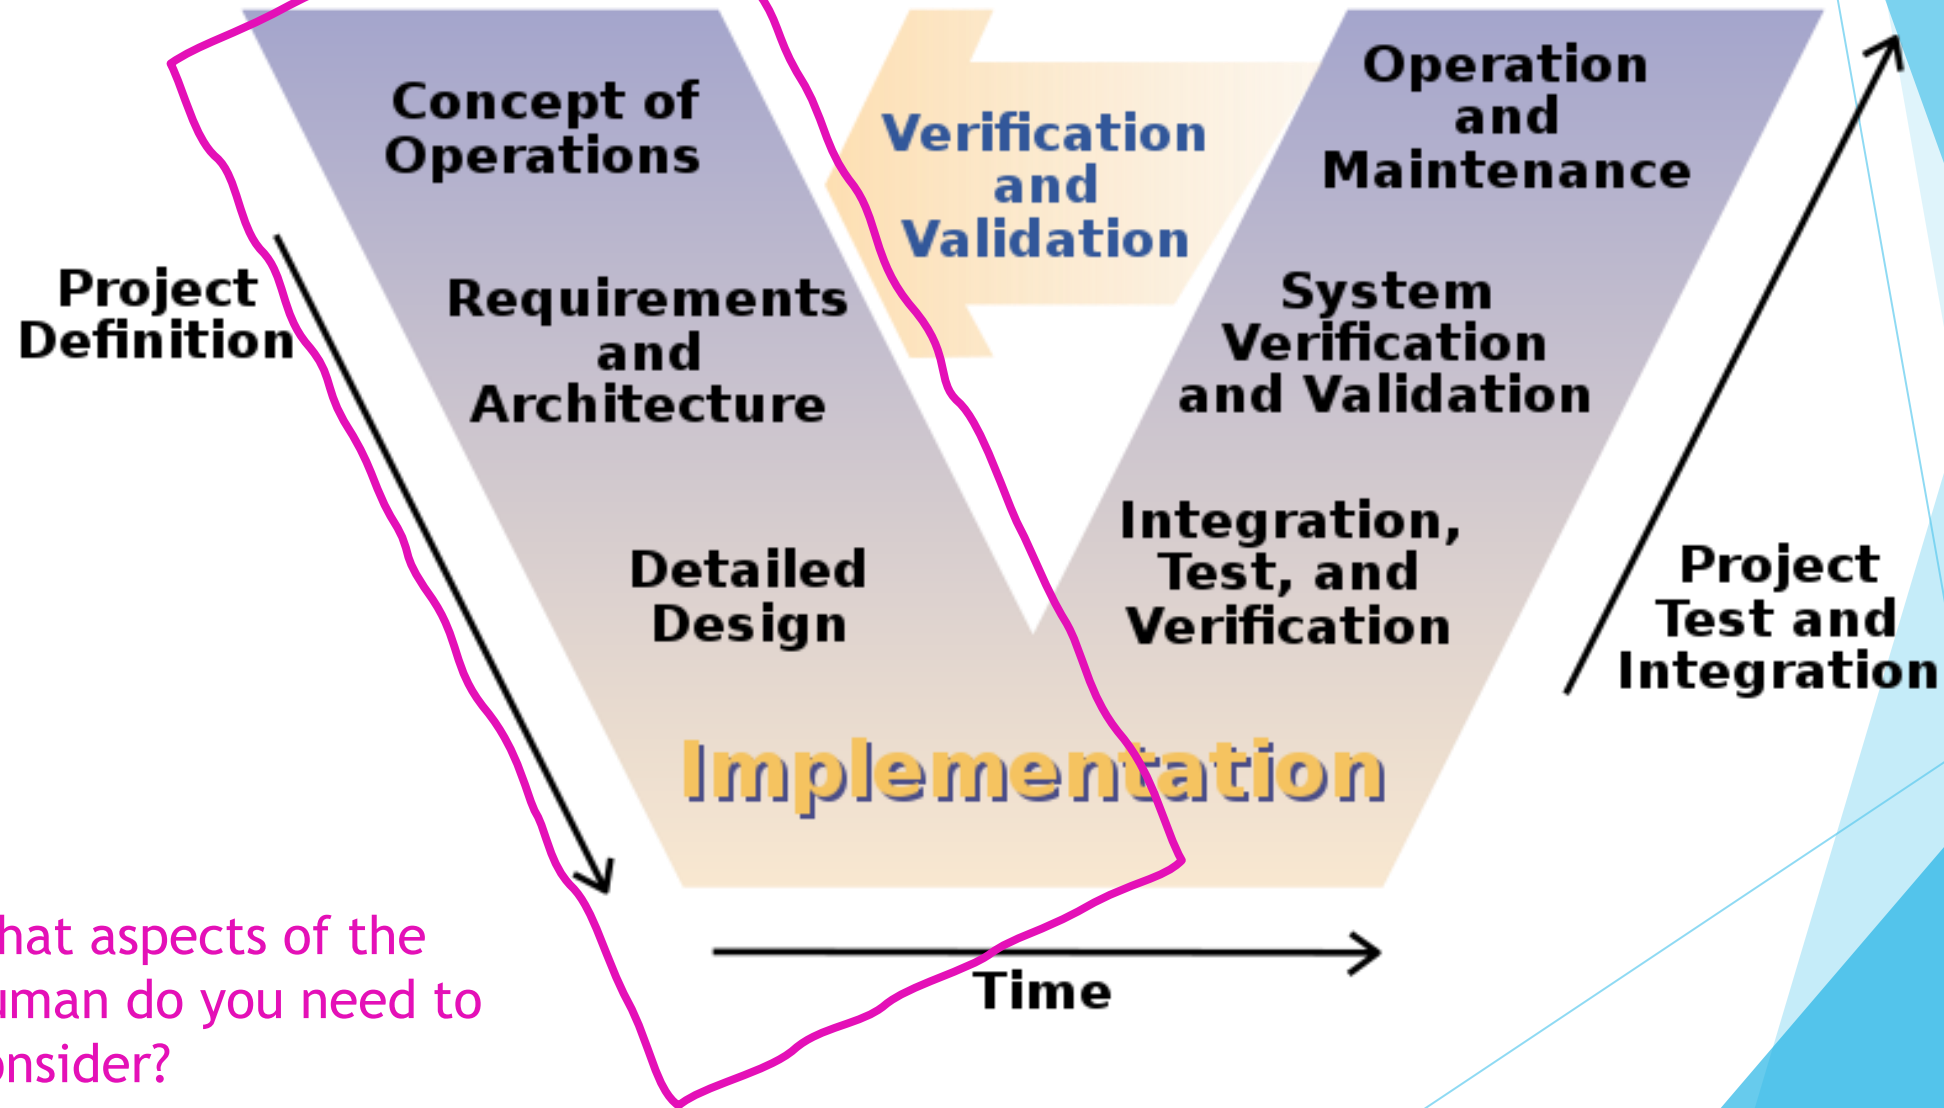 Concept of
Operations
Verification
and
Validation
Operation
and
Maintenance
Project
Definition
Requirements
and
Architecture
System
Verification
and Validation
Detailed
Design
Integration,
Test, and
Verification
Project
Test and
Integration
Implementation
Time
hat aspects of the
uman do you need to
onsider?